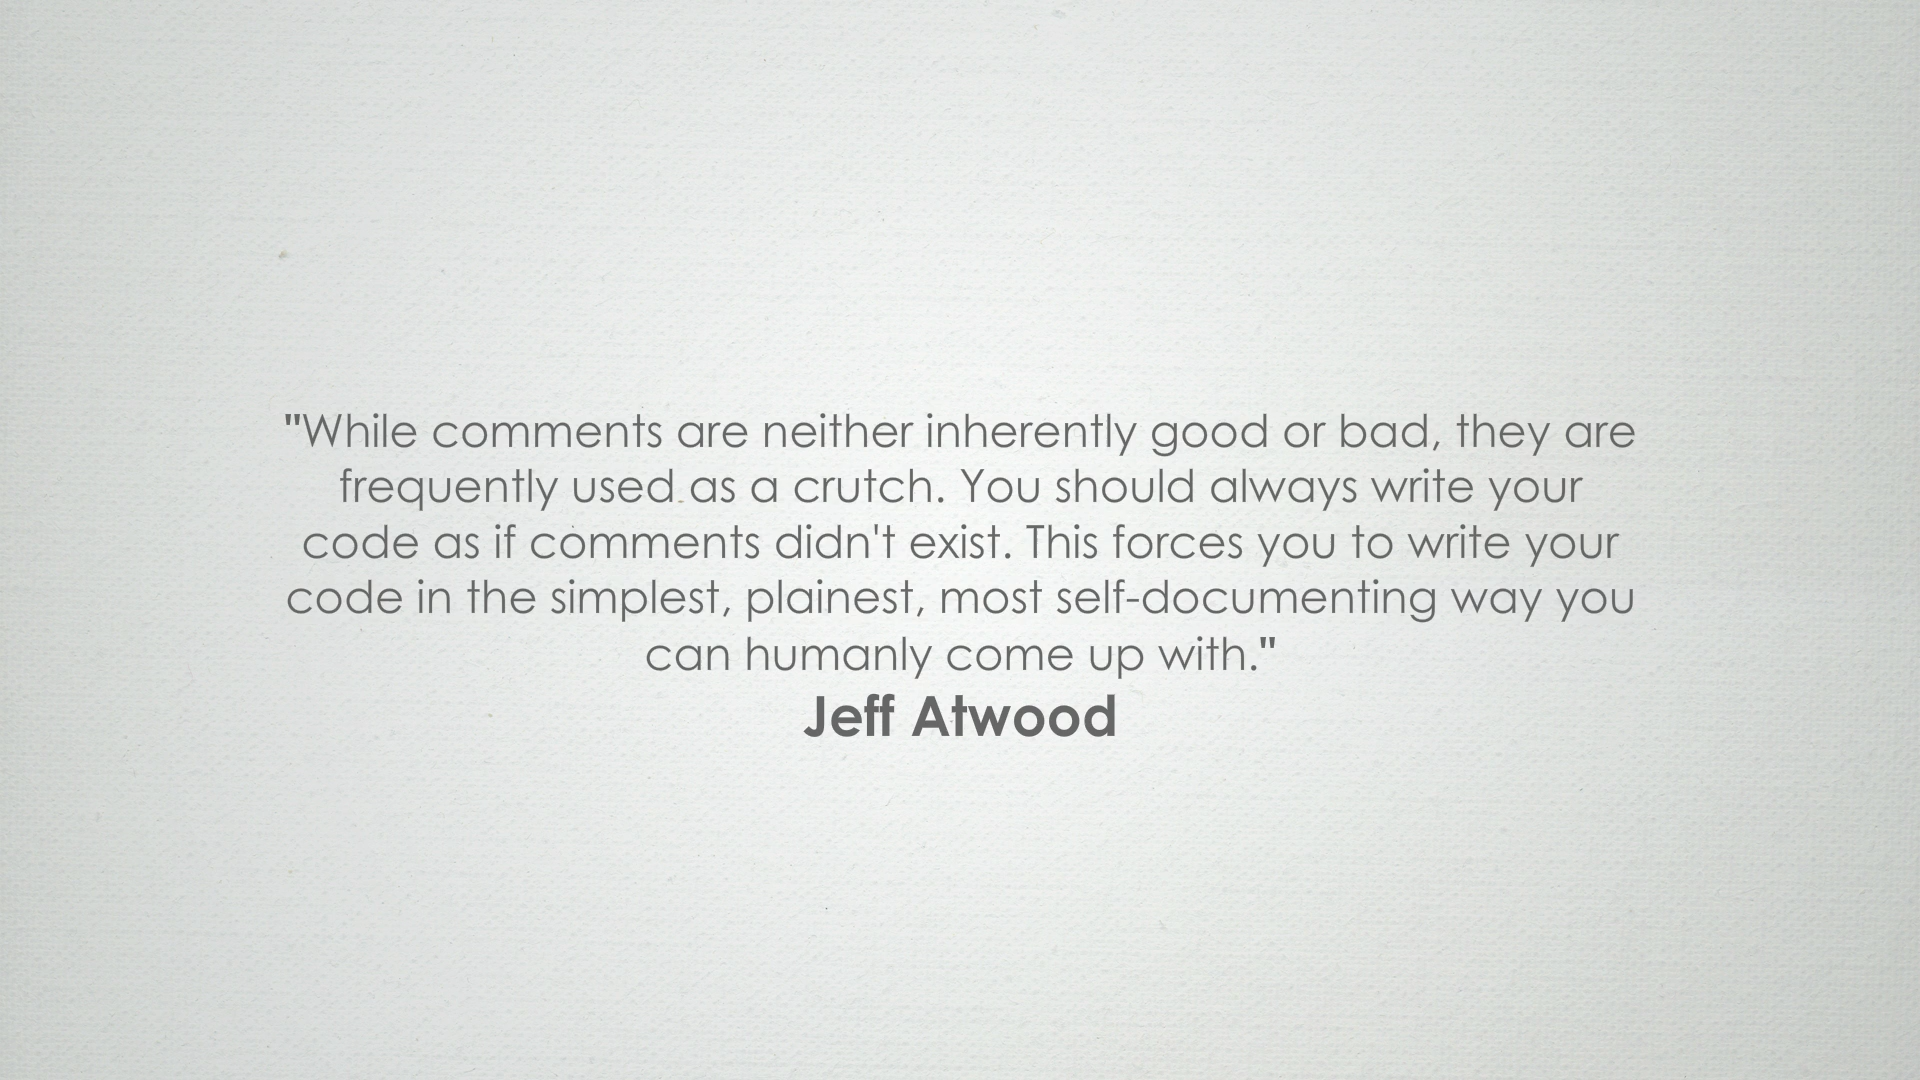 "While comments are neither inherently good or bad, they are
frequently used as a crutch. You should always write your
code as if comments didn't exist. This forces you to write your
code in the simplest, plainest, most self-documenting way you
can humanly come up with."
Jeff Atwood